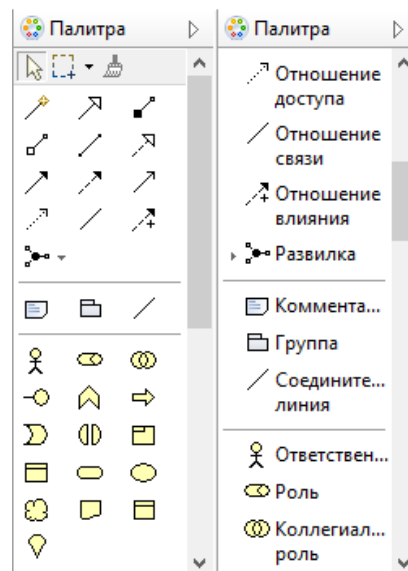 Палитра
Палитра
Отношение
доступа
Отношение
связи
Отношение
влияния
Развилка
Коммента...
Группа
Соедините...
линия
Ответствен...
Роль
Коллегиал...
роль